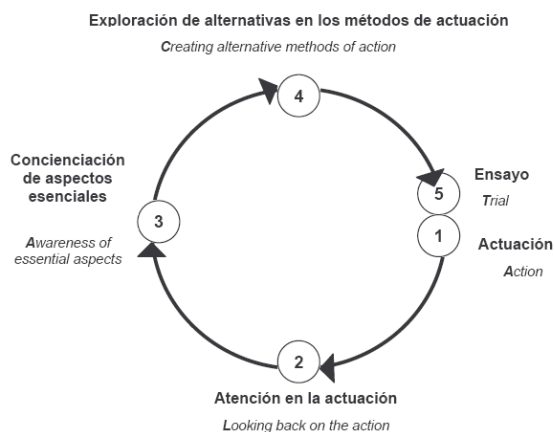 Exploración de alternativas en los métodos de actuación
Creating alternative methods of action
4
Concienciación
de aspectos
esenciales
3
Awareness of
essential aspects
Ensayo
5
Trial
1
Actuación
Action
2
Atención en la actuación
Looking back on the action